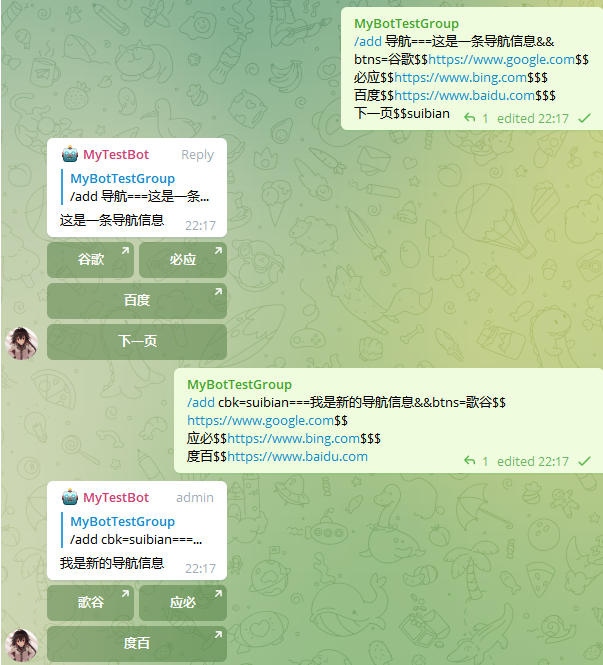 MyBotTestGroup
/add 导航===这是一条导航信息&&
btns=谷歌$$https://www.google.com$$
必应$$https://www.bing.com$$$
百度$$https://www.baidu.com$$$
下一页$$suibian
1 edited 22:17
MyTestBot Reply
MyBotTestGroup
/add 导航===这是一条...
这是一条导航信息
22:17
谷歌 必应
百度
下一页
MyBotTestGroup
/add cbk=suibian===我是新的导航信息&&btns=歌谷$$
https://www.google.com$$
应必$$https://www.bing.com$$$
度百$$https://www.baidu.com
1 edited 22:17
MyTestBot admin
MyBotTestGroup
/add cbk=suibian===...
我是新的导航信息
22:17
歌谷 应必
度百